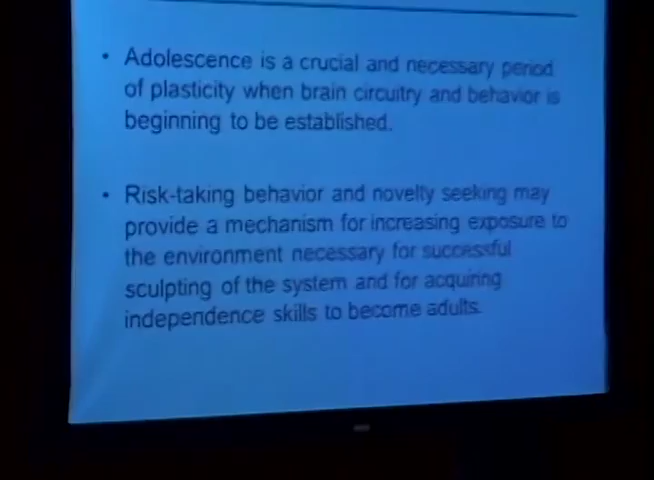 • Adolescence is a crucial and necessary period
of plasticity when brain circuitry and behavior is
beginning to be established.
• Risk-taking behavior and novelty seeking may
provide a mechanism for increasing exposure to
the environment necessary for successful
sculpting of the system and for acquiring
independence skills to become adults.